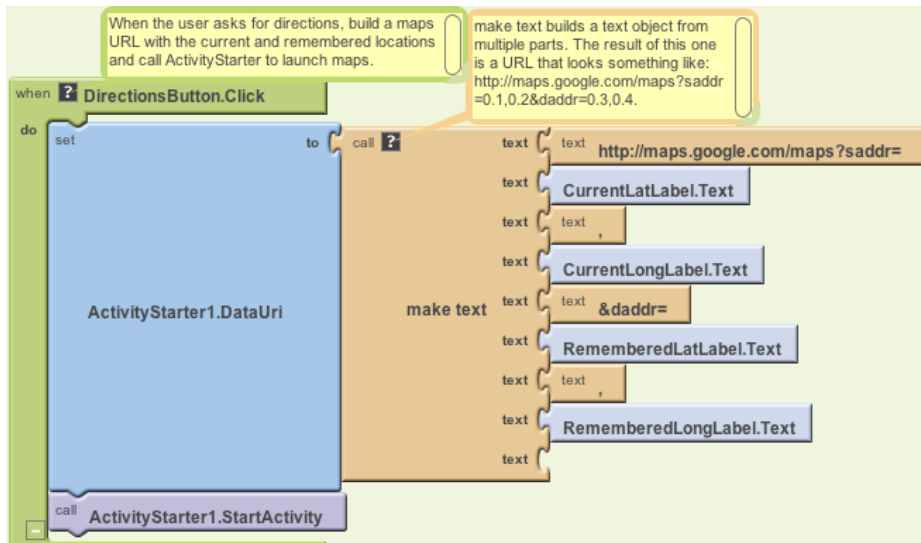 When the user asks for directions, build a maps
URL with the current and remembered locations
and call ActivityStarter to launch maps.
make text builds a text object from
multiple parts. The result of this one
is a URL that looks something like:
http://maps.google.com/maps?saddr
=0.1,0.2&daddr=0.3,0.4.
when ? DirectionsButton.Click
do
set
to
call ?
text text http://maps.google.com/maps?saddr=
text CurrentLatLabel.Text
text text ,
text CurrentLongLabel.Text
ActivityStarter1.DataUri
make text
text text &daddr=
text RememberedLatLabel.Text
text text ,
text RememberedLongLabel.Text
text
call ActivityStarter1.StartActivity